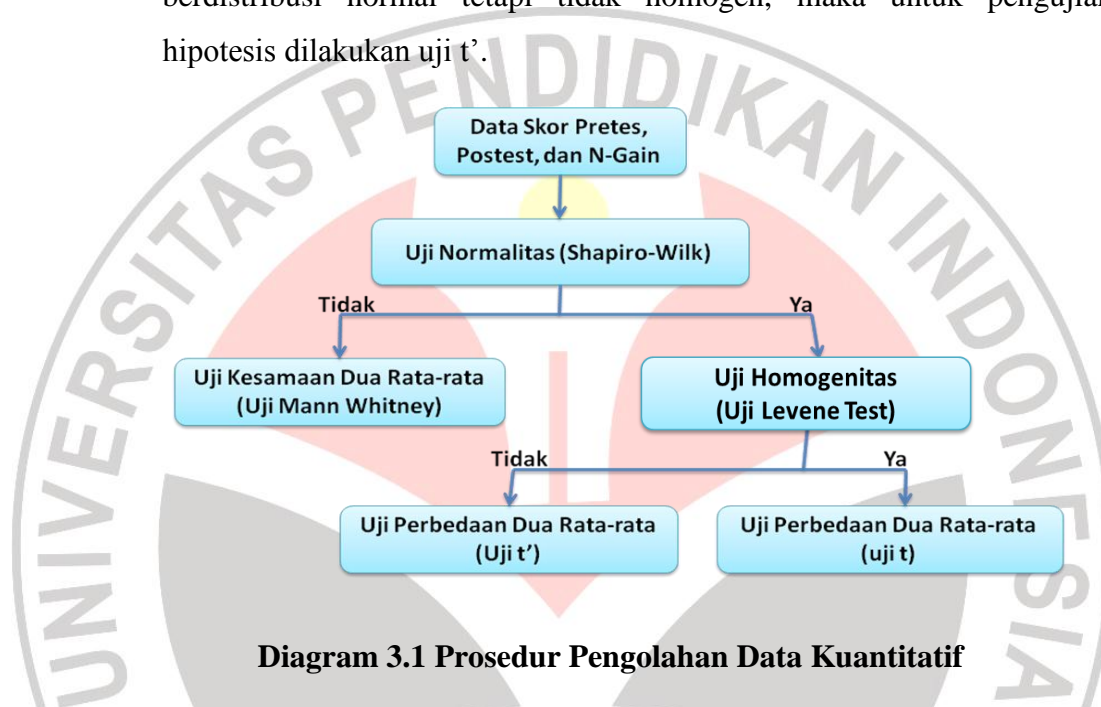 berdistribusi normal tetapi tidak homogen, maka untuk pengujian
hipotesis dilakukan uji t’.
UNIVERSITAS PENDIDIKAN INDONESIA
Data Skor Pretes,
Postest, dan N-Gain
Uji Normalitas (Shapiro-Wilk)
Tidak
Ya
Uji Kesamaan Dua Rata-rata
(Uji Mann Whitney)
Uji Homogenitas
(Uji Levene Test)
Tidak
Ya
Uji Perbedaan Dua Rata-rata
(Uji t’)
Uji Perbedaan Dua Rata-rata
(uji t)
Diagram 3.1 Prosedur Pengolahan Data Kuantitatif